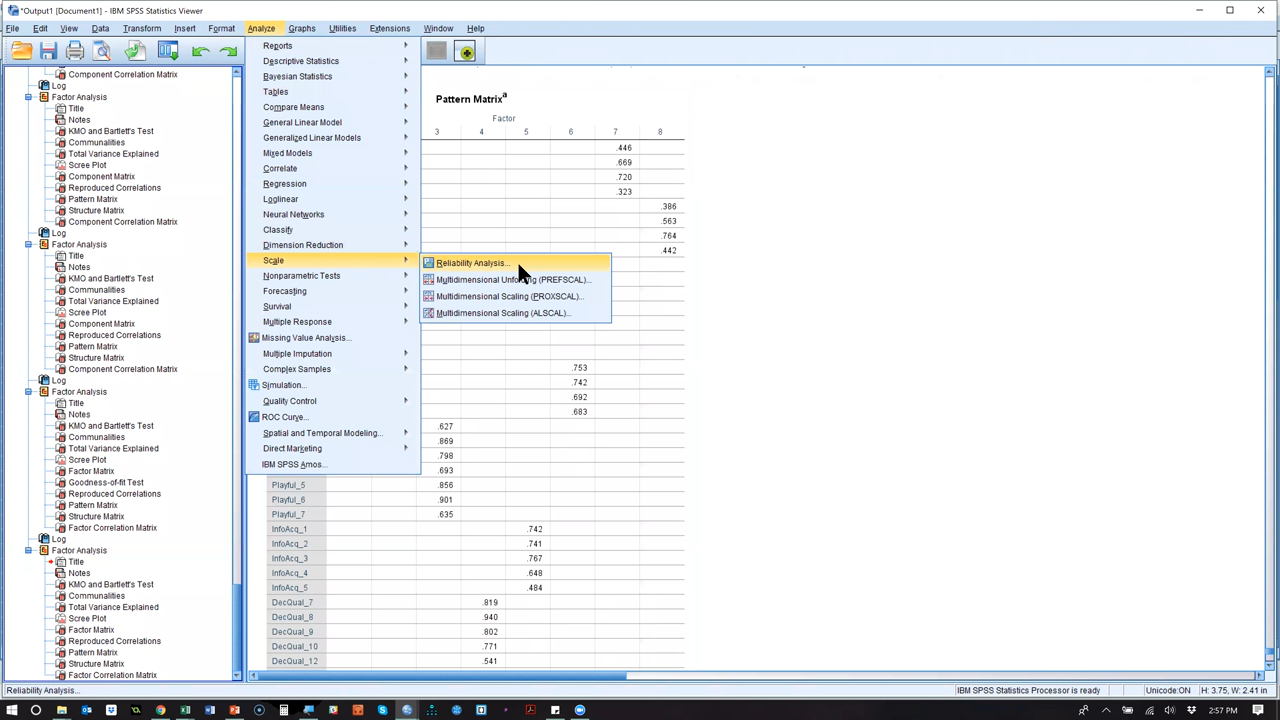 *Output1 [Document1] - IBM SPSS Statistics Viewer
File Edit View Data Transform Insert Format Analyze Graphs Utilities Extensions Window Help
Component Correlation Matrix
Log
Factor Analysis
Title
Notes
KMO and Bartlett's Test
Communalities
Total Variance Explained
Scree Plot
Component Matrix
Reproduced Correlations
Pattern Matrix
Structure Matrix
Component Correlation Matrix
Log
Factor Analysis
Title
Notes
KMO and Bartlett's Test
Communalities
Total Variance Explained
Scree Plot
Component Matrix
Reproduced Correlations
Pattern Matrix
Structure Matrix
Component Correlation Matrix
Log
Factor Analysis
Title
Notes
KMO and Bartlett's Test
Communalities
Total Variance Explained
Scree Plot
Factor Matrix
Goodness-of-fit Test
Reproduced Correlations
Pattern Matrix
Structure Matrix
Factor Correlation Matrix
Log
Factor Analysis
Title
Notes
KMO and Bartlett's Test
Communalities
Total Variance Explained
Scree Plot
Factor Matrix
Reproduced Correlations
Pattern Matrix
Structure Matrix
Factor Correlation Matrix
Reports
Descriptive Statistics
Bayesian Statistics
Tables
Compare Means
General Linear Model
Generalized Linear Models
Mixed Models
Correlate
Regression
Loglinear
Neural Networks
Classify
Dimension Reduction
Scale
Nonparametric Tests
Forecasting
Survival
Multiple Response
Missing Value Analysis...
Multiple Imputation
Complex Samples
Simulation...
Quality Control
ROC Curve...
Spatial and Temporal Modeling...
Direct Marketing
IBM SPSS Amos...
Reliability Analysis...
Multidimensional (PREFSCAL)...
Multidimensional Scaling (PROXSCAL)...
Multidimensional Scaling (ALSCAL)...
Pattern Matrixa
Factor
3 4 5 6 7 8
.446
.669
.720
.323
.386
.563
.764
.442
.753
.742
.692
.683
.627
.869
.798
.693
Playful_5 .856
Playful_6 .901
Playful_7 .635
InfoAcq_1 .742
InfoAcq_2 .741
InfoAcq_3 .767
InfoAcq_4 .648
InfoAcq_5 .484
DecQual_7 .819
DecQual_8 .940
DecQual_9 .802
DecQual_10 .771
DecQual_12 .541
Reliability Analysis... IBM SPSS Statistics Processor is ready Unicode:ON H: 3.75, W: 2.41 in
2:57 PM